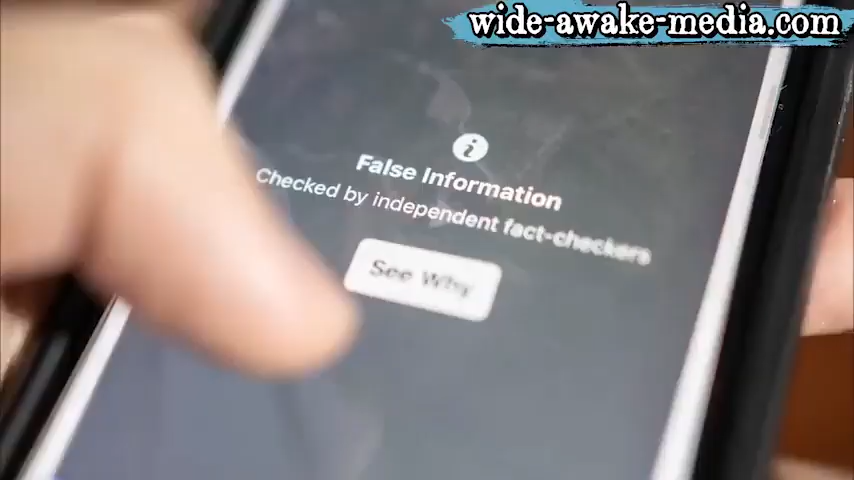 wide-awake-media.com
False Information
Checked by independent fact-checkers
See Why